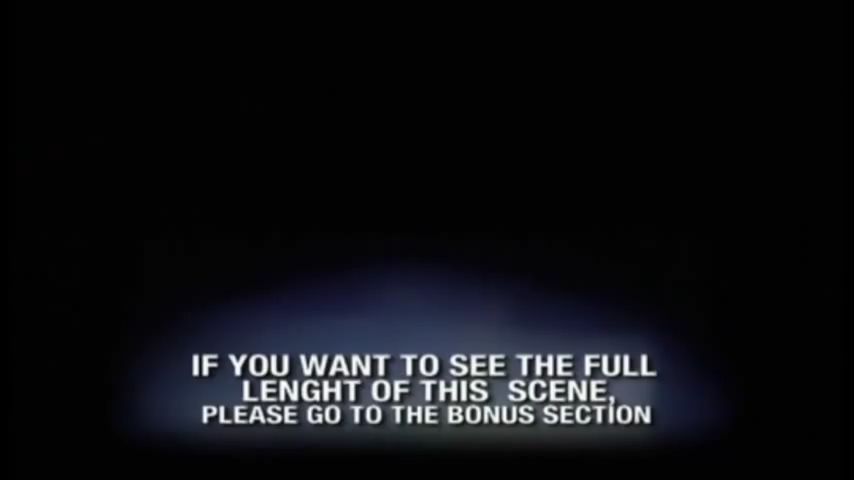 IF YOU WANT TO SEE THE FULL
LENGHT OF THIS SCENE,
PLEASE GO TO THE BONUS SECTION